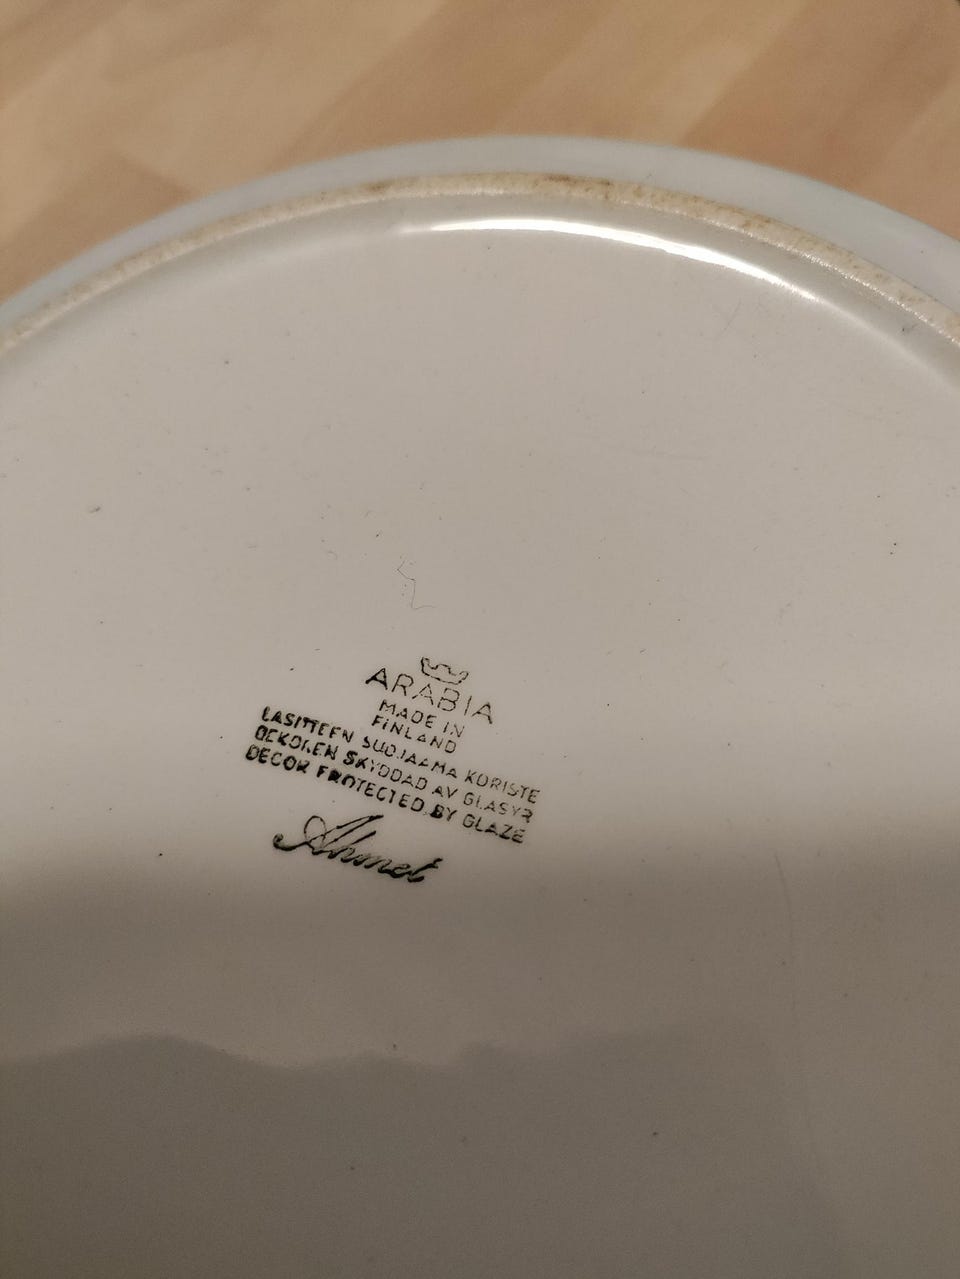 ARABIA
MADE IN
FINLAND
LASITTEEN SUOJAAMA KORISTE
DEKOREN SKYDDAD AV GLASYR
DECOR PROTECTED BY GLAZE
Ahmet